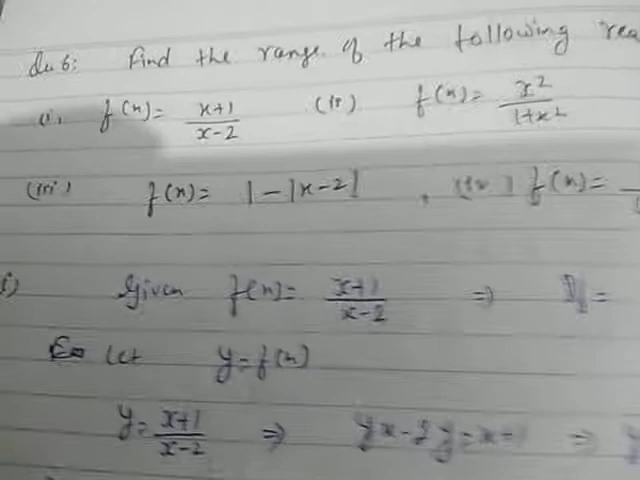 Qu 6: Find the range of the following rea
(i) f(x) = x+1/x-2 (ii) f(x) = x²/1+x²
(iii) f(x) = 1-|x-2| , (iv) f(x) =
i) Given f(x) = x+1/x-2 ⇒ =
Let y = f(x)
y = x+1/x-2 ⇒ yx-2y = x+1 ⇒ y